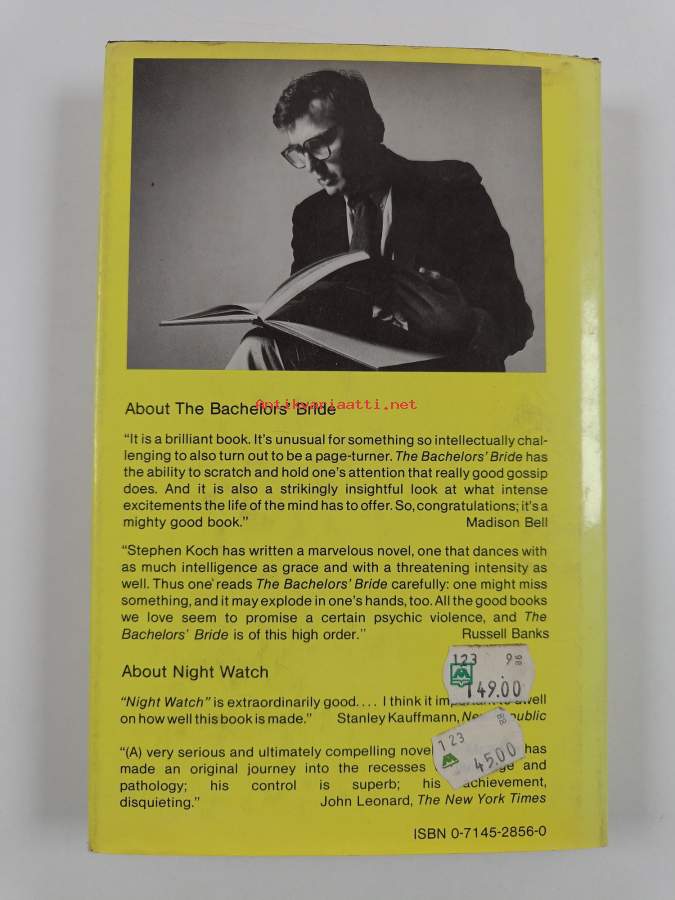 About The Bachelors' Bride
Antikvariaatti.net
"It is a brilliant book. It's unusual for something so intellectually chal-
lenging to also turn out to be a page-turner. The Bachelors' Bride has
the ability to scratch and hold one's attention that really good gossip
does. And it is also a strikingly insightful look at what intense
excitements the life of the mind has to offer. So, congratulations; it's a
mighty good book." Madison Bell
"Stephen Koch has written a marvelous novel, one that dances with
as much intelligence as grace and with a threatening intensity as
well. Thus one reads The Bachelors' Bride carefully: one might miss
something, and it may explode in one's hands, too. All the good books
we love seem to promise a certain psychic violence, and The
Bachelors' Bride is of this high order." Russell Banks
About Night Watch
123 9 88
149.00
"Night Watch" is extraordinarily good.... I think it to dwell
on how well this book is made." Stanley Kauffmann,
123 88
45.00
"(A) very serious and ultimately compelling novel has
made an original journey into the recesses and
pathology; his control is superb; his achievement,
disquieting." John Leonard, The New York Times
ISBN 0-7145-2856-0